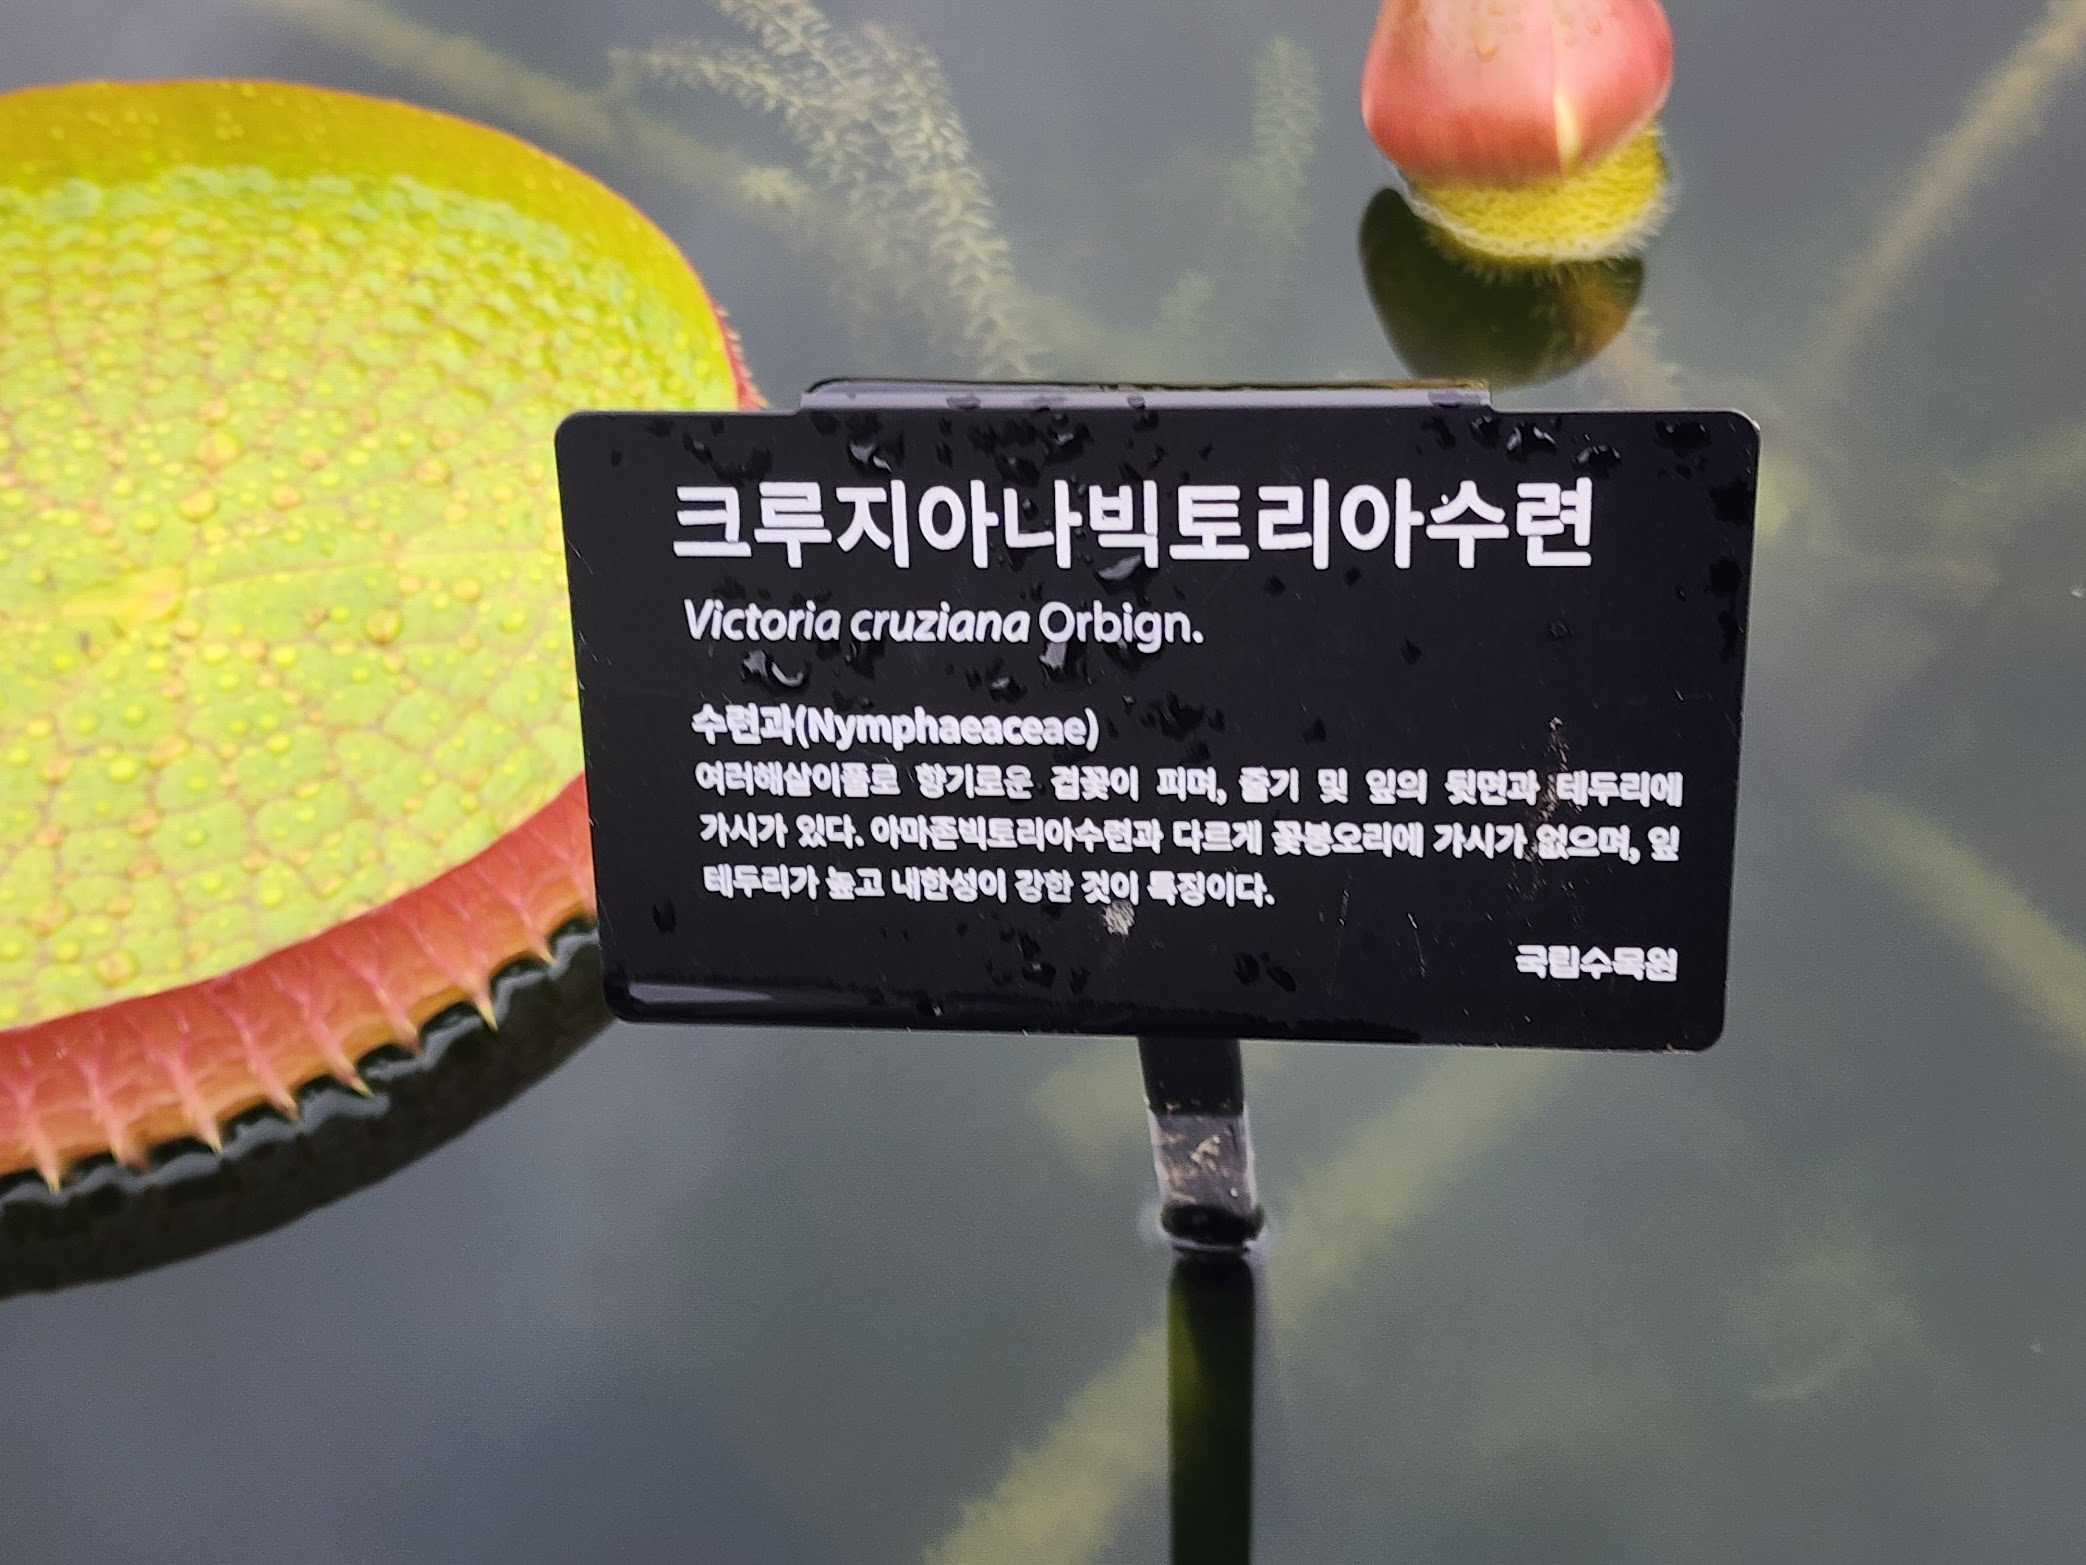 크루지아나빅토리아수련
Victoria cruziana Orbign.
수련과(Nymphaeaceae)
여러해살이풀로 향기로운 겹꽃이 피며, 줄기 및 잎의 뒷면과 테두리에
가시가 있다. 아마존빅토리아수련과 다르게 꽃봉오리에 가시가 없으며, 잎
테두리가 높고 내한성이 강한 것이 특징이다.
국립수목원